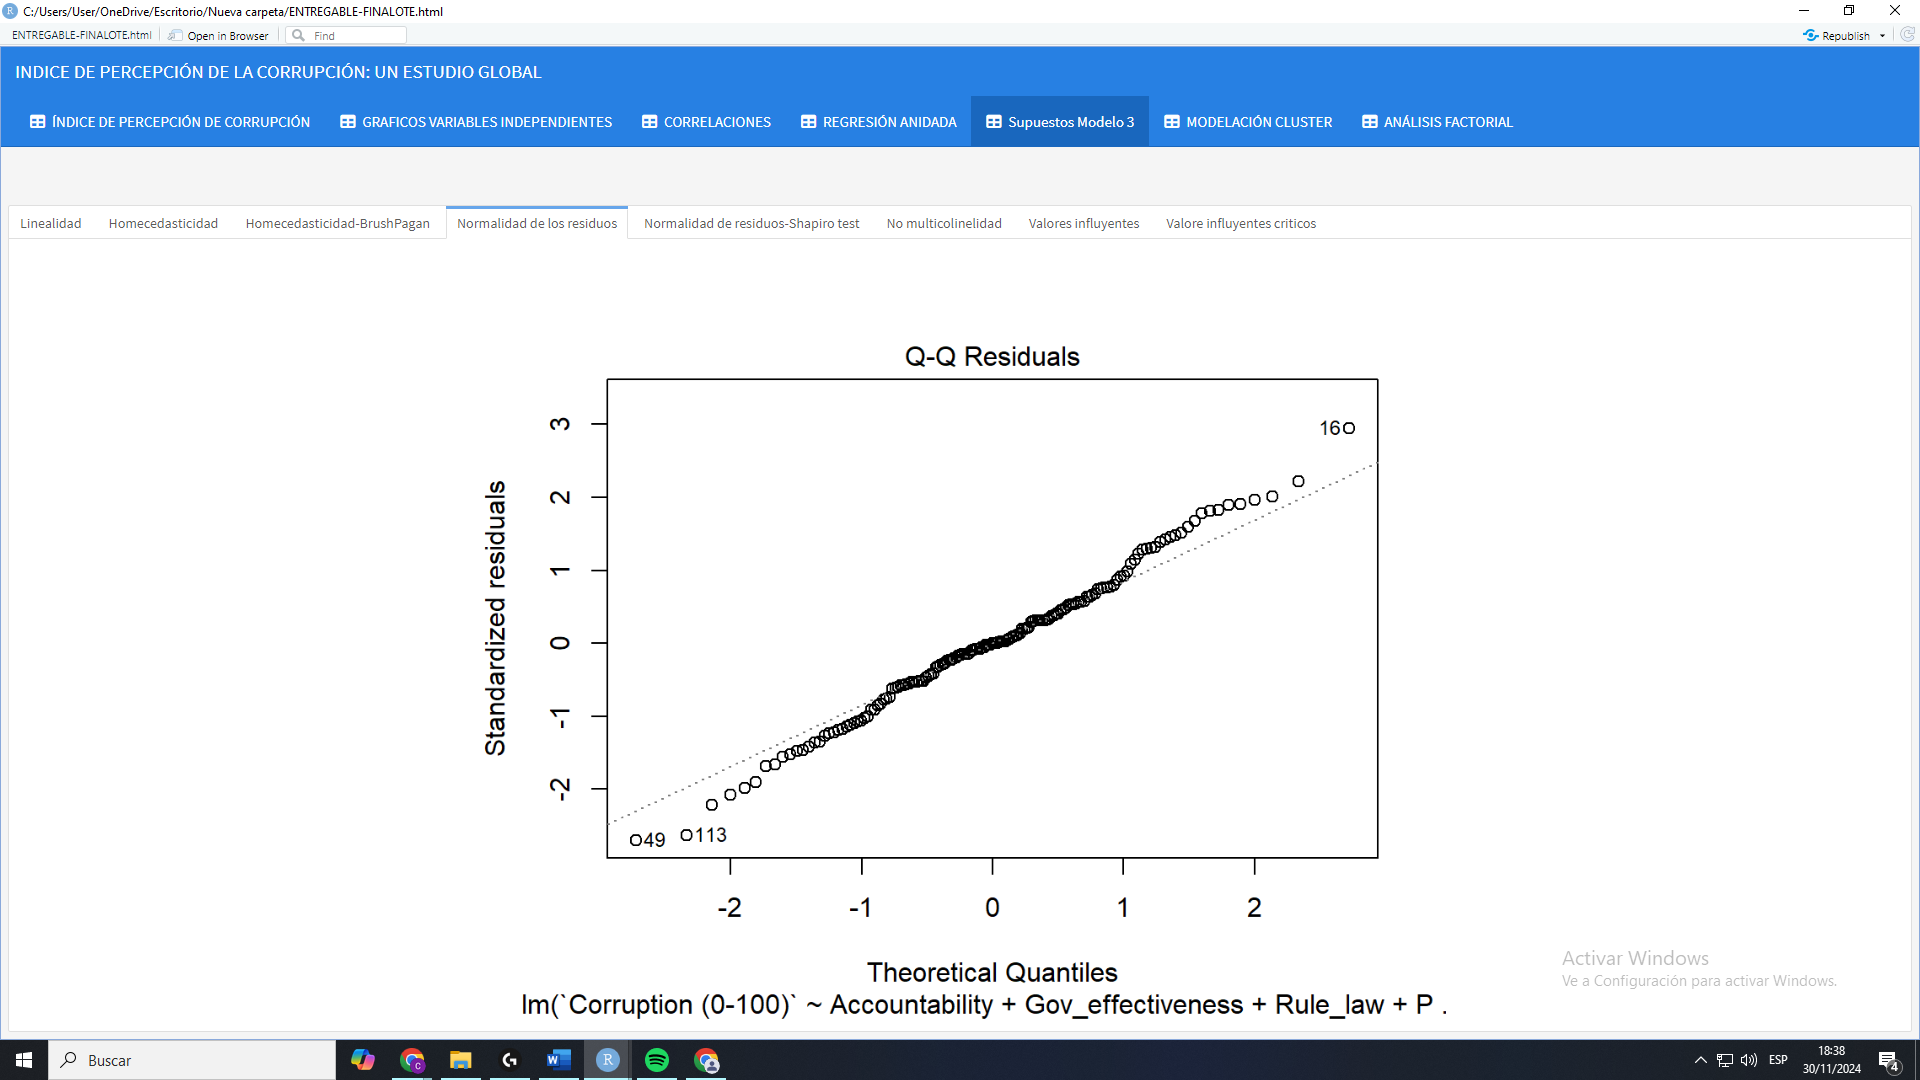 C:/Users/User/OneDrive/Escritorio/Nueva carpeta/ENTREGABLE-FINALOTE.html
ENTREGABLE-FINALOTE.html Open in Browser Find Republish
INDICE DE PERCEPCIÓN DE LA CORRUPCIÓN: UN ESTUDIO GLOBAL
ÍNDICE DE PERCEPCIÓN DE CORRUPCIÓN GRAFICOS VARIABLES INDEPENDIENTES CORRELACIONES REGRESIÓN ANIDADA Supuestos Modelo 3 MODELACIÓN CLUSTER ANÁLISIS FACTORIAL
Linealidad Homecedasticidad Homecedasticidad-BrushPagan Normalidad de los residuos Normalidad de residuos-Shapiro test No multicolinelidad Valores influyentes Valore influyentes criticos
Q-Q Residuals
Standardized residuals
3
2
1
0
-1
-2
16
49
113
-2 -1 0 1 2
Theoretical Quantiles
lm(`Corruption (0-100)` ~ Accountability + Gov_effectiveness + Rule_law + P .
Activar Windows
Ve a Configuración para activar Windows.
Buscar
ESP
18:38
30/11/2024
4